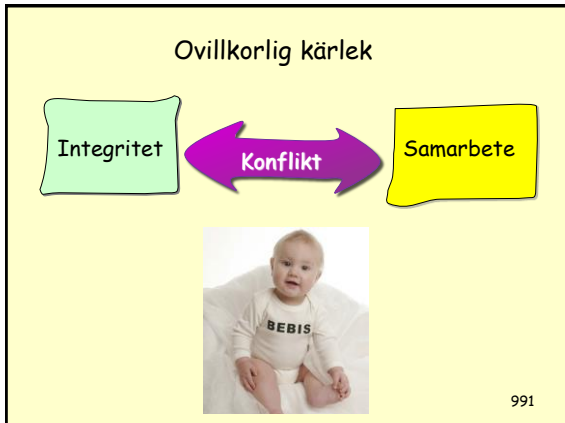 Ovillkorlig kärlek
Integritet
Konflikt
Samarbete
BEBIS
991